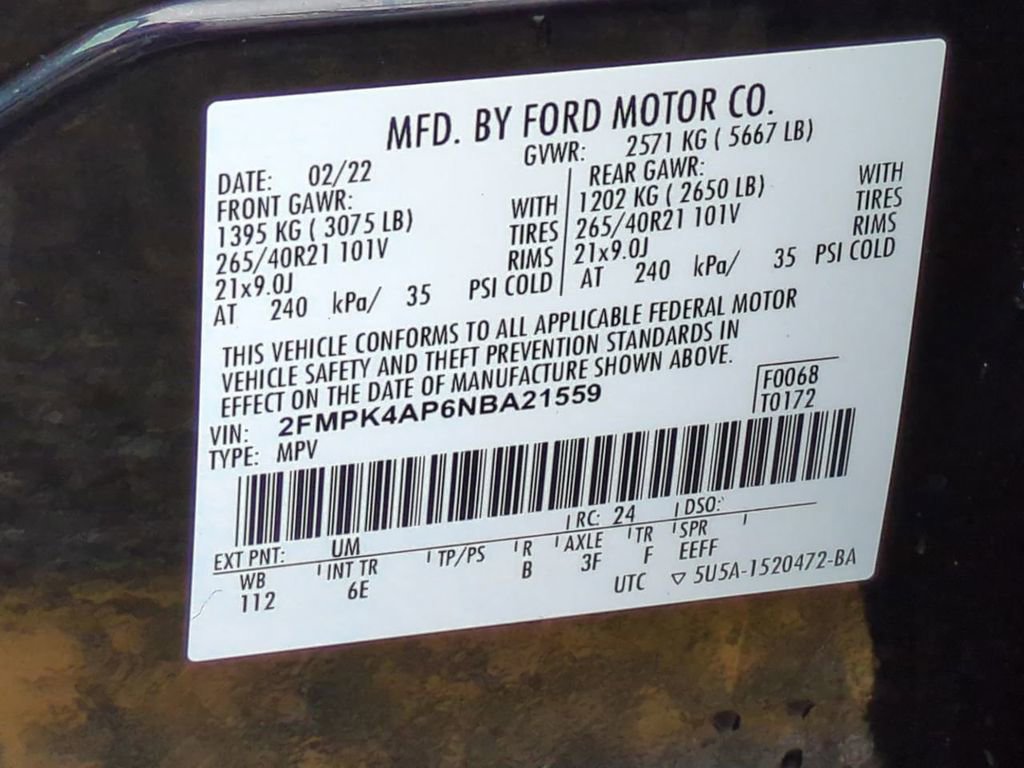 MFD. BY FORD MOTOR CO.
DATE: 02/22 GVWR: 2571 KG ( 5667 LB)
FRONT GAWR: REAR GAWR:
1395 KG ( 3075 LB) WITH 1202 KG ( 2650 LB) WITH
265/40R21 101V TIRES 265/40R21 101V TIRES
21x9.0J RIMS 21x9.0J RIMS
AT 240 kPa/ 35 PSI COLD AT 240 kPa/ 35 PSI COLD
THIS VEHICLE CONFORMS TO ALL APPLICABLE FEDERAL MOTOR
VEHICLE SAFETY AND THEFT PREVENTION STANDARDS IN
EFFECT ON THE DATE OF MANUFACTURE SHOWN ABOVE.
VIN: 2FMPK4AP6NBA21559 F0068
TYPE: MPV T0172
EXT PNT: UM RC: 24 DSO:
WB INT TR TP/PS R AXLE TR SPR
112 6E B 3F F EEFF
UTC ▽ 5U5A-1520472-BA